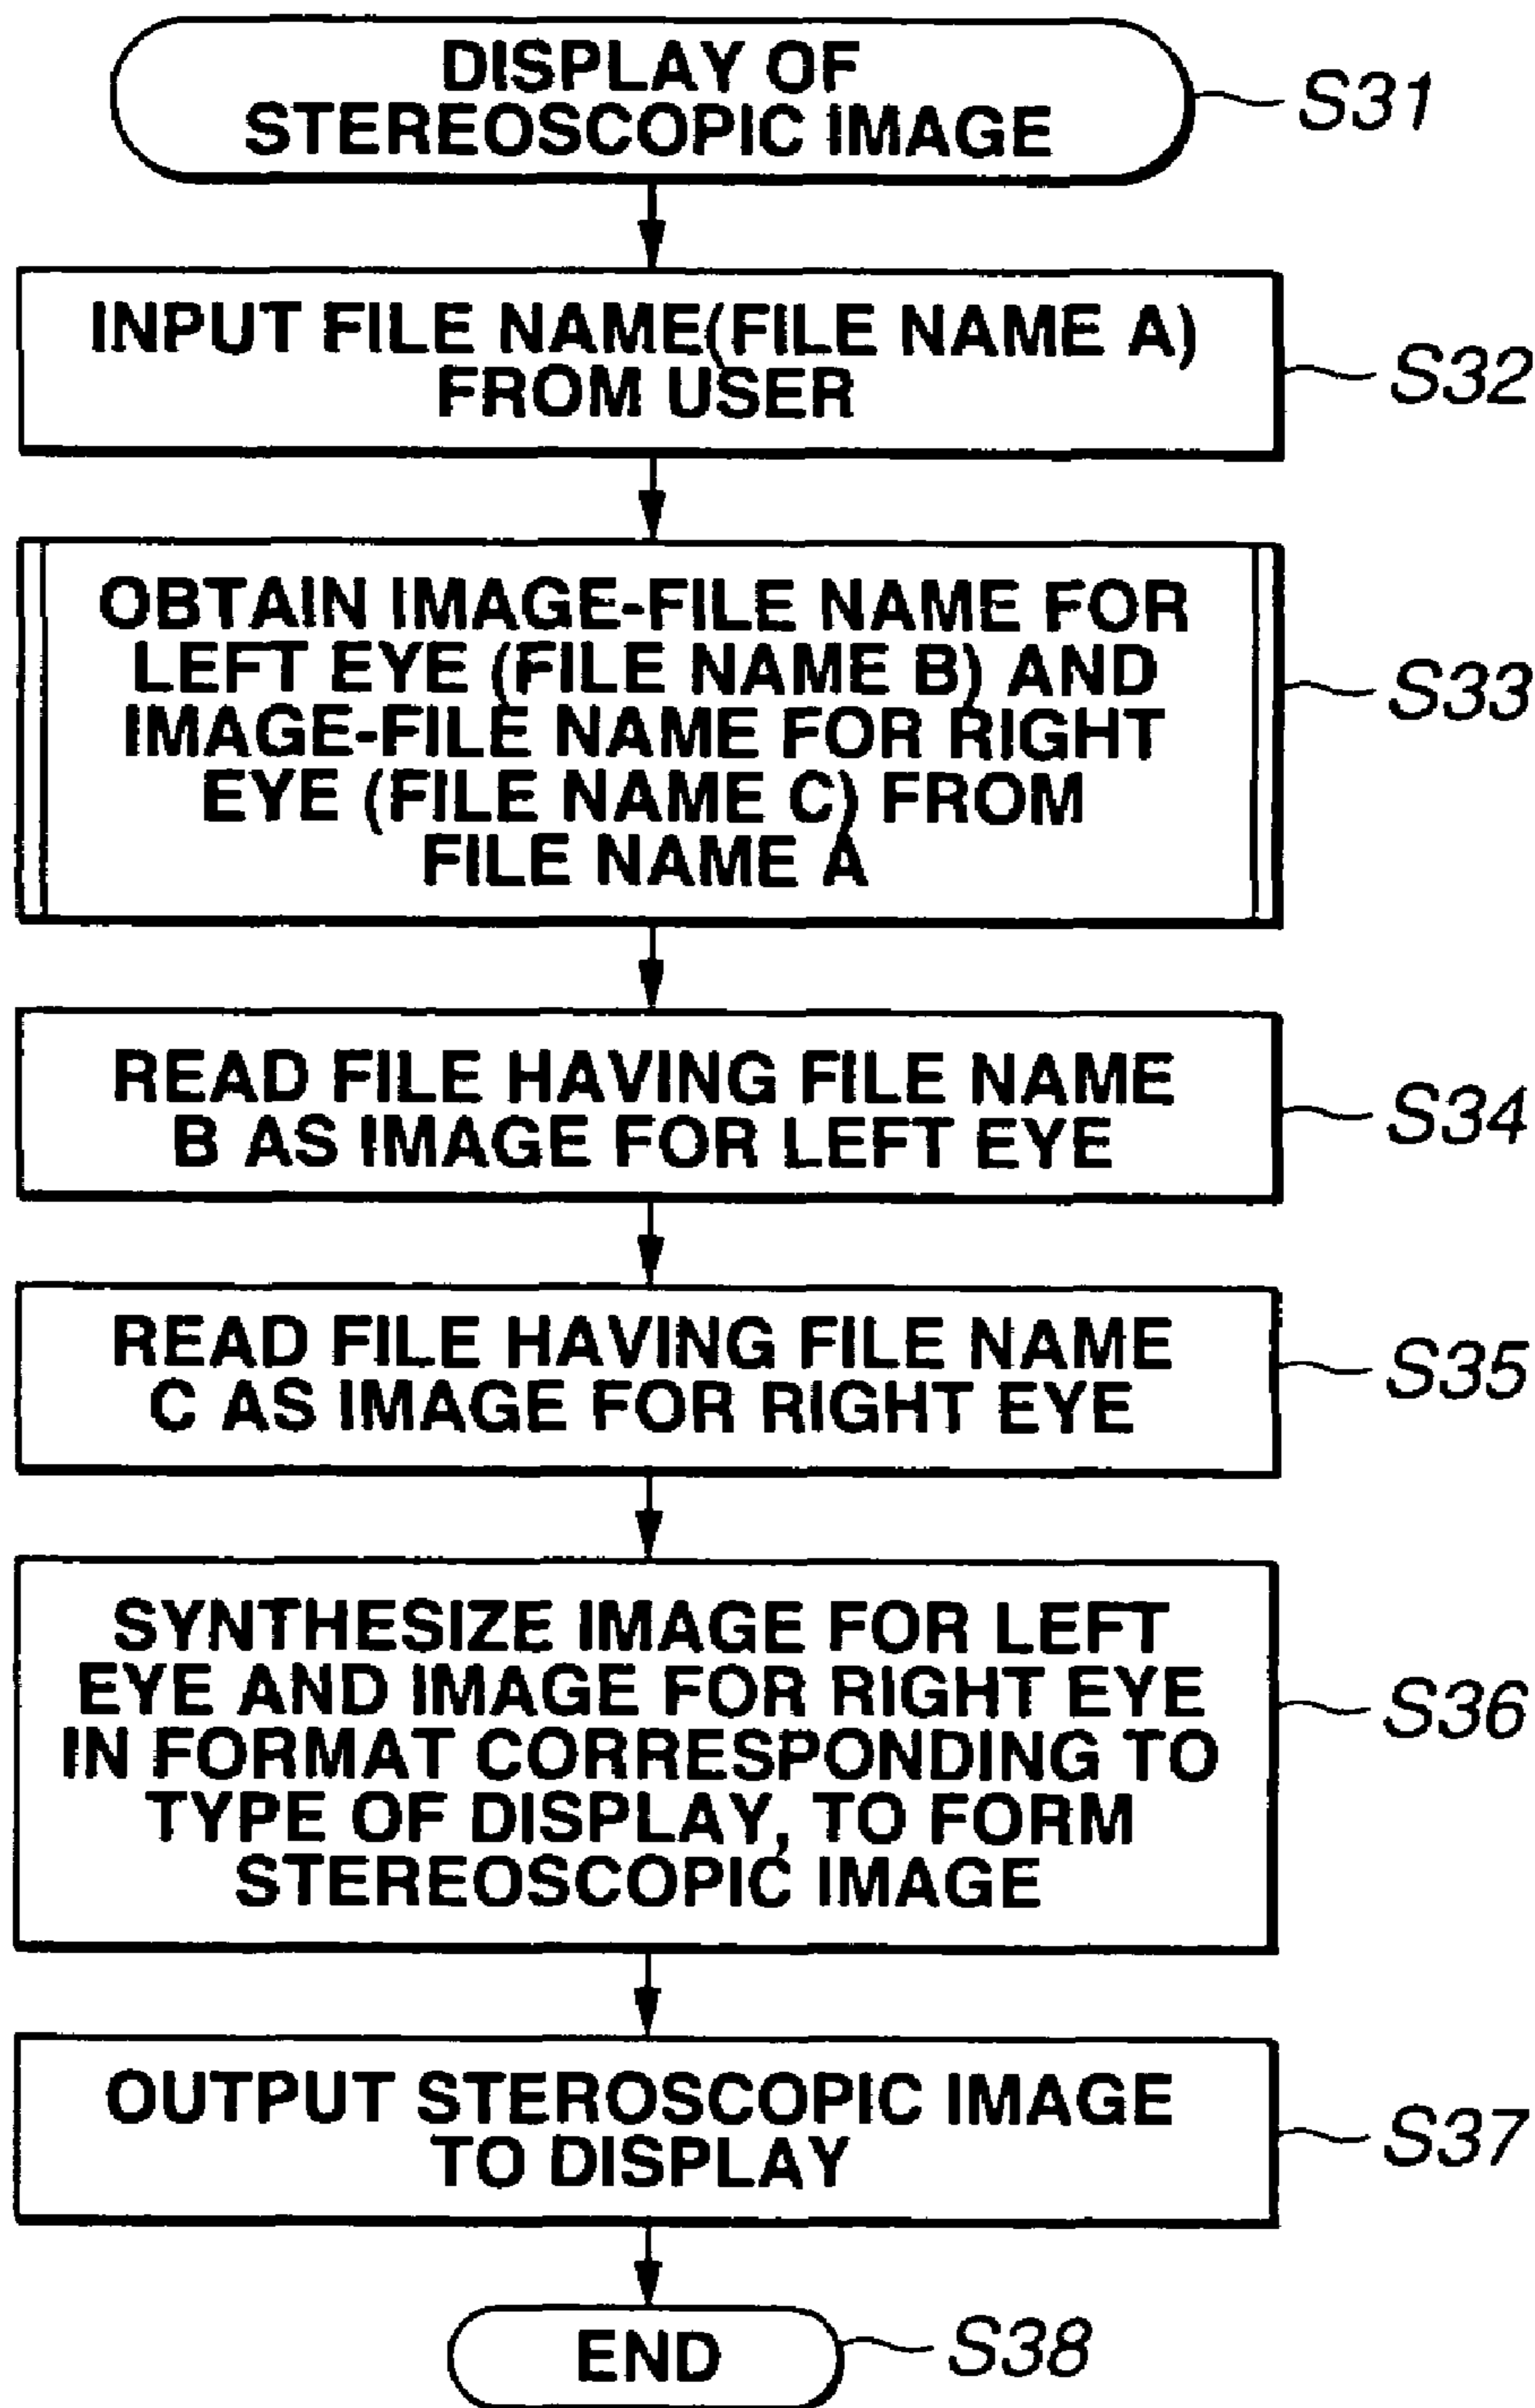 DISPLAY OF
STEREOSCOPIC IMAGE
S31
INPUT FILE NAME(FILE NAME A)
FROM USER
S32
OBTAIN IMAGE-FILE NAME FOR
LEFT EYE (FILE NAME B) AND
IMAGE-FILE NAME FOR RIGHT
EYE (FILE NAME C) FROM
FILE NAME A
S33
READ FILE HAVING FILE NAME
B AS IMAGE FOR LEFT EYE
S34
READ FILE HAVING FILE NAME
C AS IMAGE FOR RIGHT EYE
S35
SYNTHESIZE IMAGE FOR LEFT
EYE AND IMAGE FOR RIGHT EYE
IN FORMAT CORRESPONDING TO
TYPE OF DISPLAY, TO FORM
STEREOSCOPIC IMAGE
S36
OUTPUT STEROSCOPIC IMAGE
TO DISPLAY
S37
END
S38